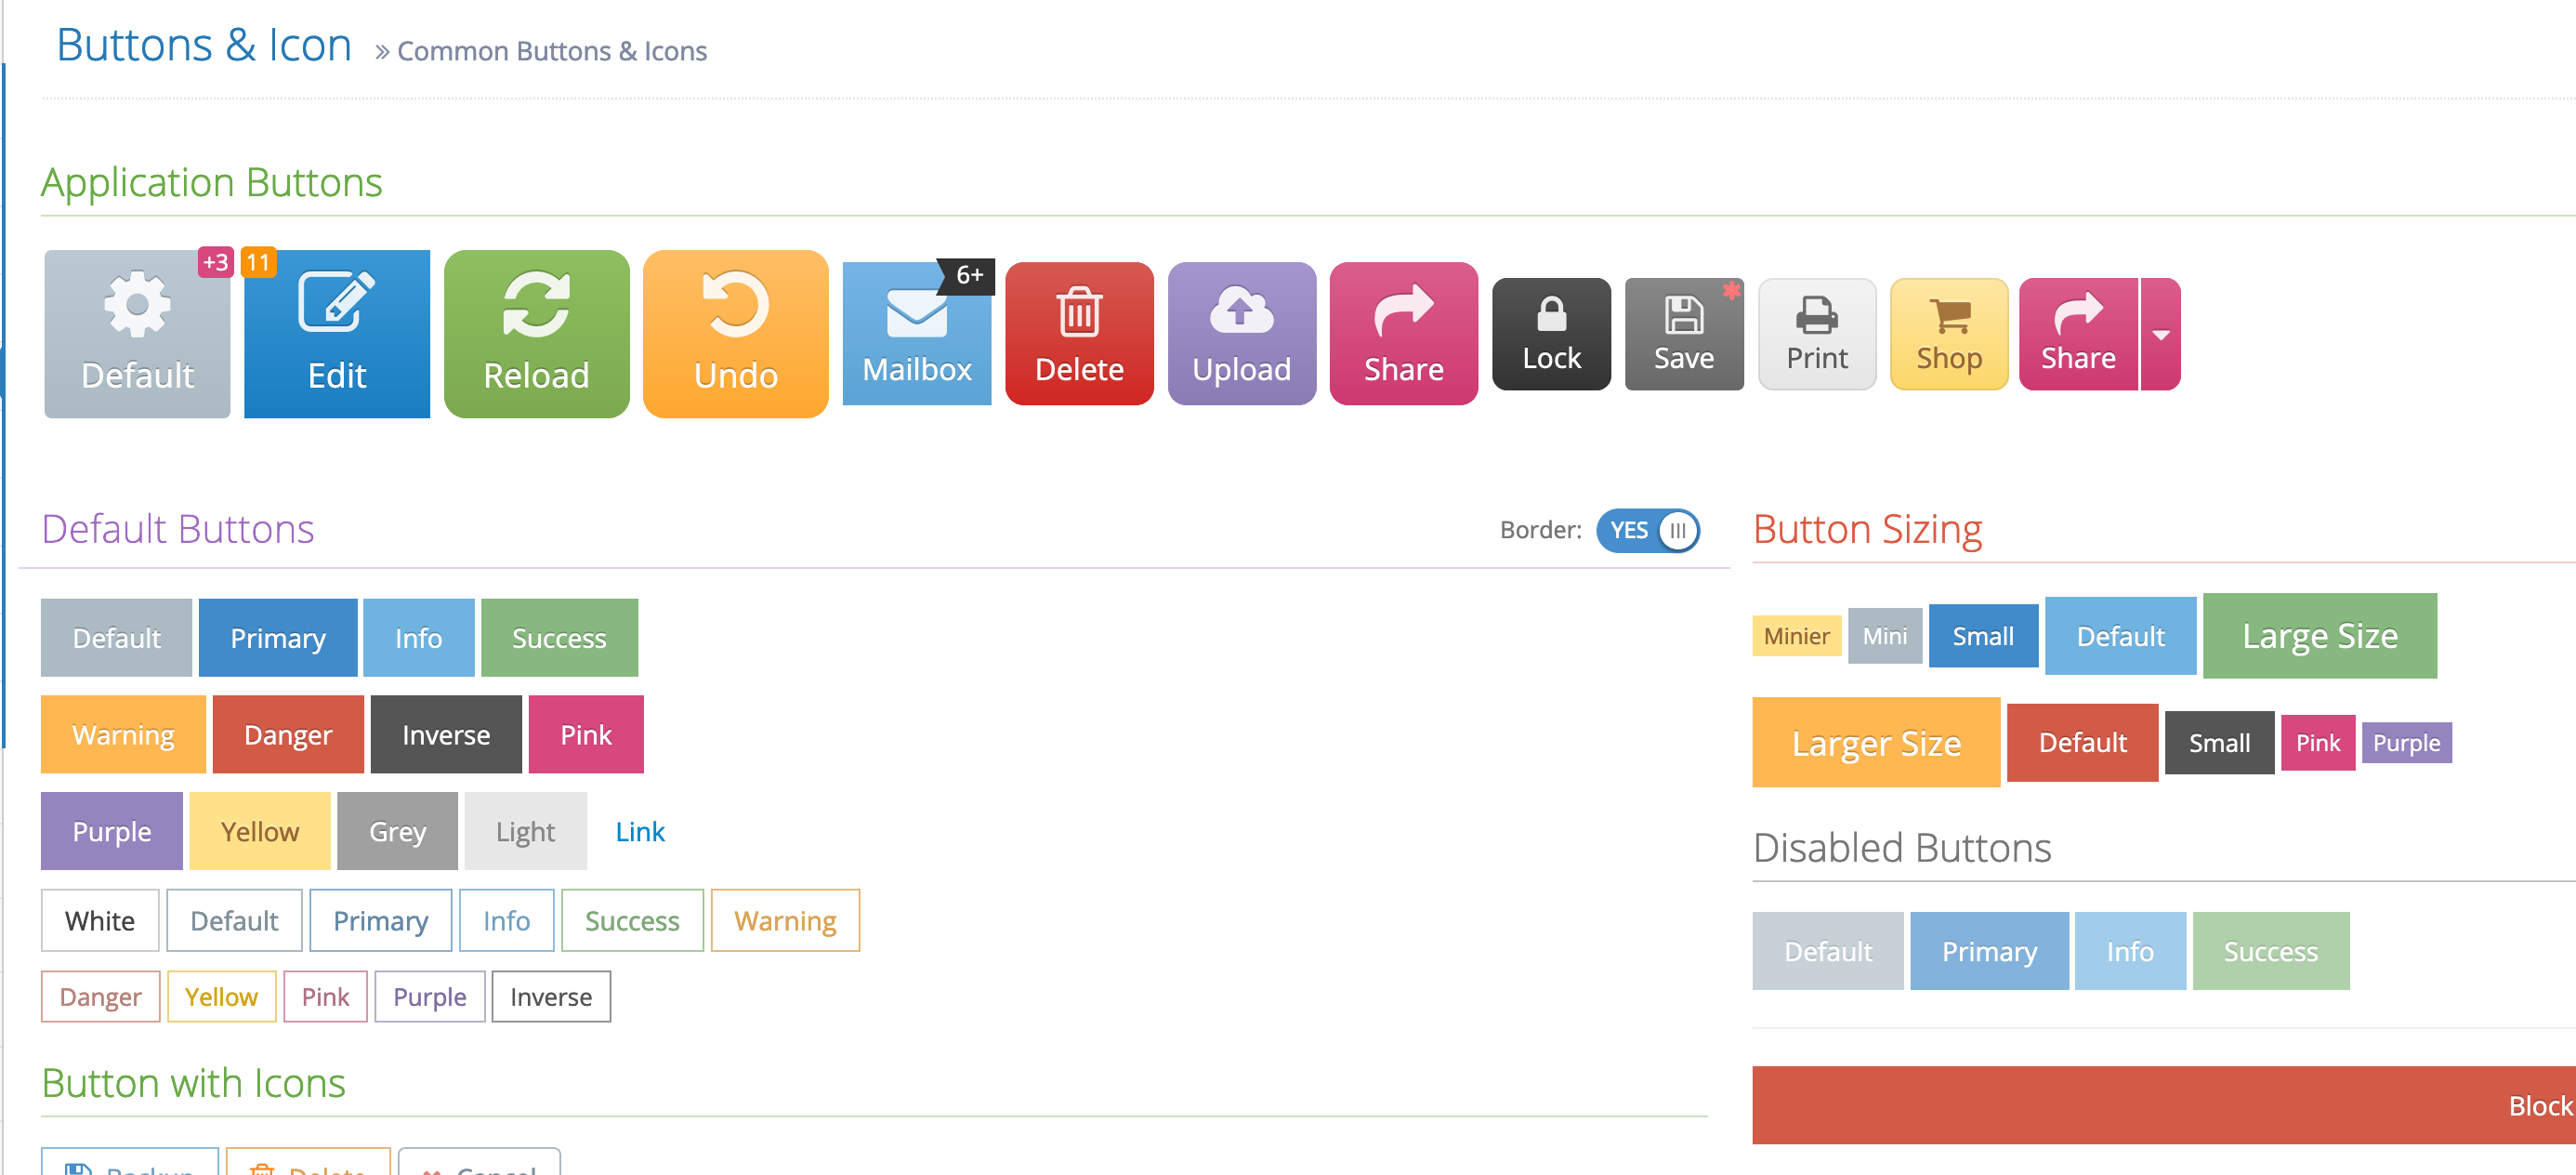 Buttons & Icon » Common Buttons & Icons
Application Buttons
+3 11 6+
Default Edit Reload Undo Mailbox Delete Upload Share Lock Save Print Shop Share
Default Buttons Border: YES
Default Primary Info Success
Warning Danger Inverse Pink
Purple Yellow Grey Light Link
White Default Primary Info Success Warning
Danger Yellow Pink Purple Inverse
Button with Icons
Backup Delete Cancel
Button Sizing
Minier Mini Small Default Large Size
Larger Size Default Small Pink Purple
Disabled Buttons
Default Primary Info Success
Block